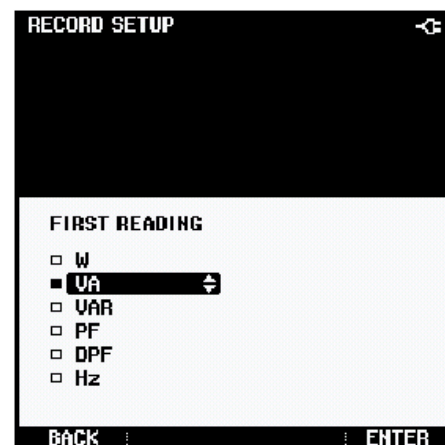 RECORD SETUP
FIRST READING
W
VA
VAR
PF
DPF
Hz
BACK ENTER